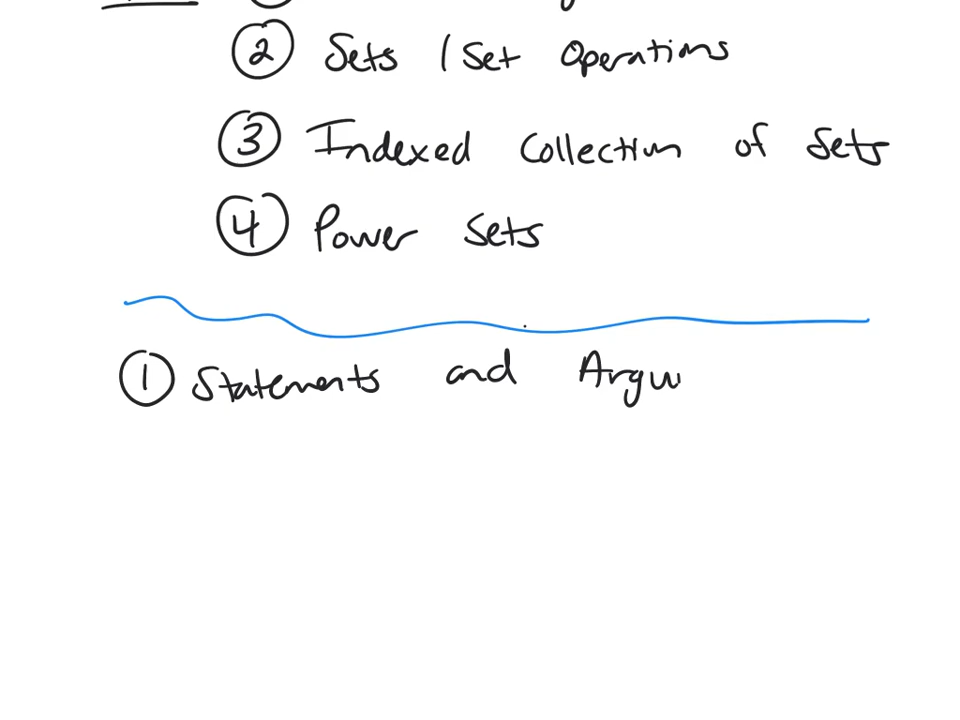 ② Sets / Set Operations
③ Indexed Collection of Sets
④ Power Sets
① Statements and Argu